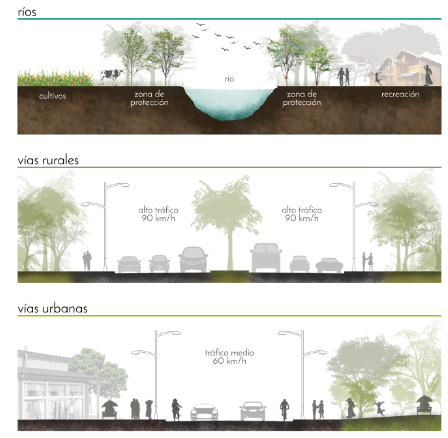 ríos
río
cultivos
zona de
protección
zona de
protección
recreación
vías rurales
alto tráfico
90 km/h
alto tráfico
90 km/h
vías urbanas
tráfico medio
60 km/h